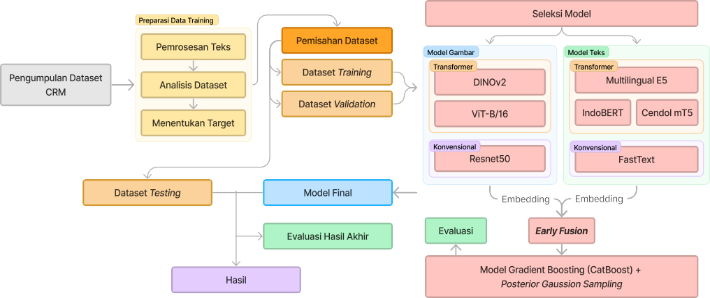 Preparasi Data Training
Pemrosesan Teks
Analisis Dataset
Menentukan Target
Pengumpulan Dataset
CRM
Pemisahan Dataset
Dataset Training
Dataset Validation
Seleksi Model
Model Gambar
Transformer
DINOv2
ViT-B/16
Konvensional
Resnet50
Model Teks
Transformer
Multilingual E5
IndoBERT
Cendol mT5
Konvensional
FastText
Embedding
Embedding
Dataset Testing
Model Final
Evaluasi Hasil Akhir
Hasil
Evaluasi
Early Fusion
Model Gradient Boosting (CatBoost) +
Posterior Gaussion Sampling